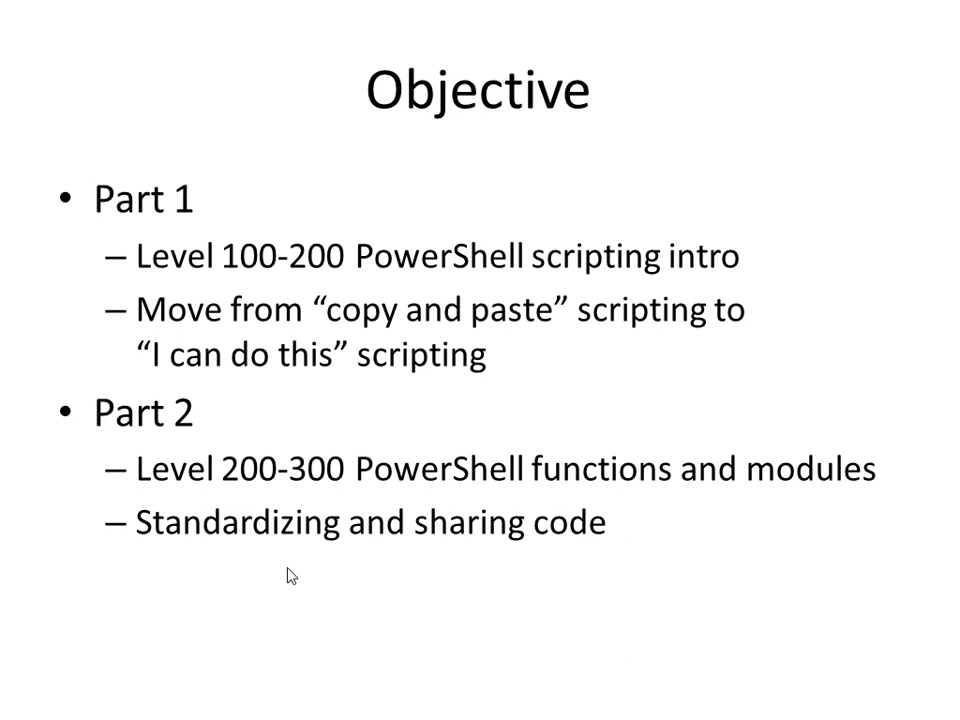 Objective
• Part 1
– Level 100-200 PowerShell scripting intro
– Move from “copy and paste” scripting to
“I can do this” scripting
• Part 2
– Level 200-300 PowerShell functions and modules
– Standardizing and sharing code